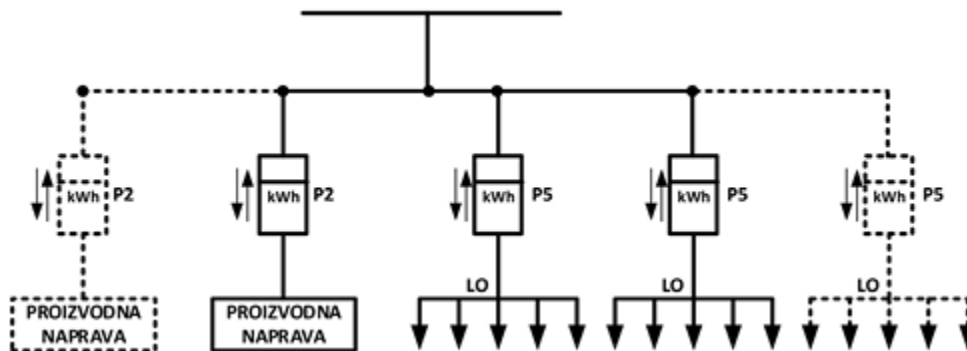 kWh P2
kWh P2
kWh P5
kWh P5
kWh P5
LO
LO
LO
PROIZVODNA
NAPRAVA
PROIZVODNA
NAPRAVA